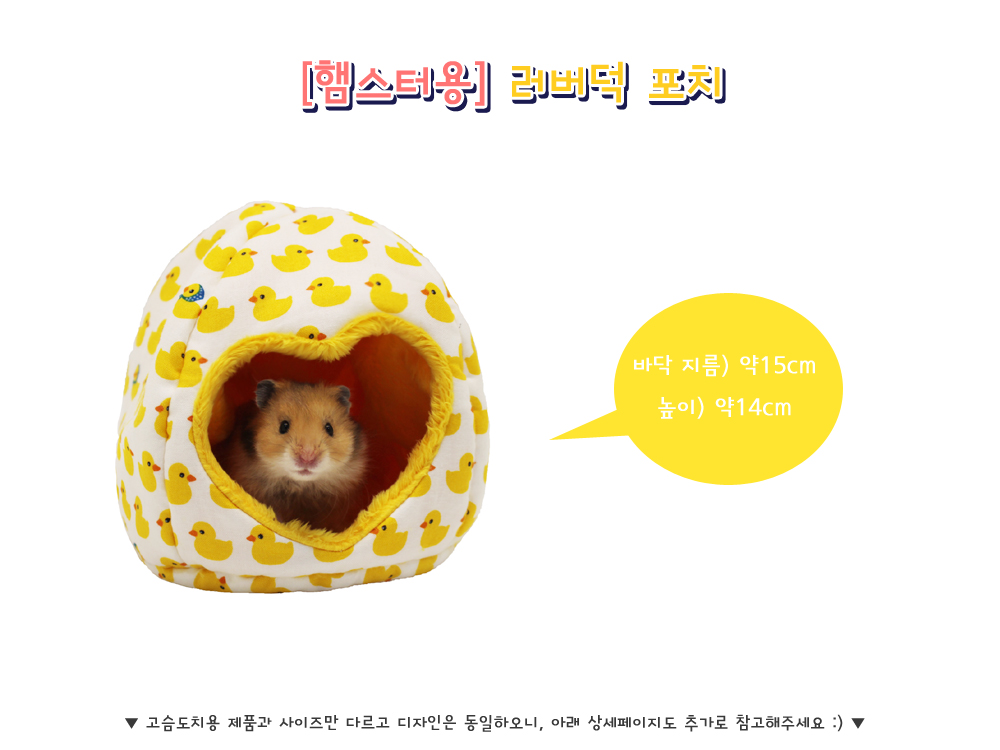 [햄스터용] 러버덕 포치
바닥 지름) 약15cm
높이) 약14cm
▼ 고슴도치용 제품과 사이즈만 다르고 디자인은 동일하오니, 아래 상세페이지도 추가로 참고해주세요 :) ▼